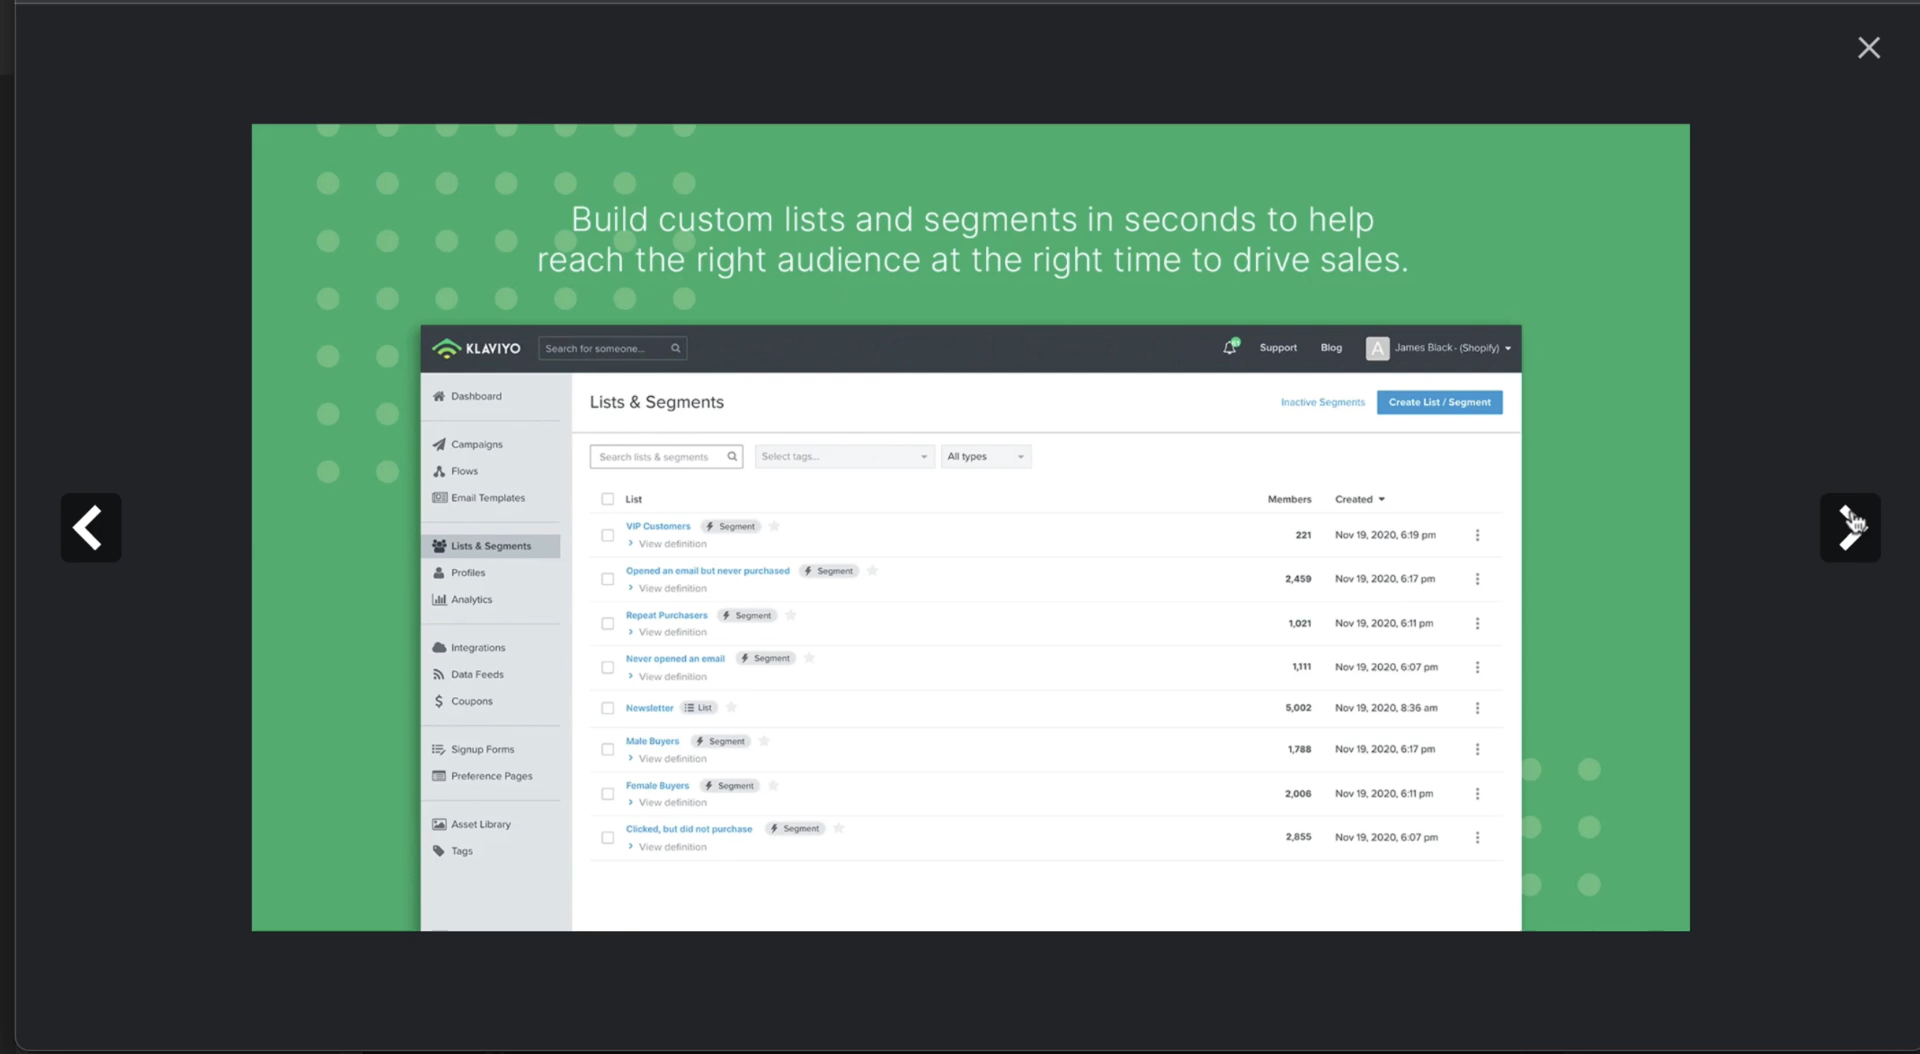 Build custom lists and segments in seconds to help
reach the right audience at the right time to drive sales.
KLAVIYO Search for someone... Support Blog A James Black - (Shopify)
Dashboard
Campaigns
Flows
Email Templates
Lists & Segments
Profiles
Analytics
Integrations
Data Feeds
Coupons
Signup Forms
Preference Pages
Asset Library
Tags
Lists & Segments Inactive Segments Create List / Segment
Search lists & segments Select tags... All types
List Members Created
VIP Customers Segment 221 Nov 19, 2020, 6:19 pm
View definition
Opened an email but never purchased Segment 2,459 Nov 19, 2020, 6:17 pm
View definition
Repeat Purchasers Segment 1,021 Nov 19, 2020, 6:11 pm
View definition
Never opened an email Segment 1,111 Nov 19, 2020, 6:07 pm
View definition
Newsletter List 5,002 Nov 19, 2020, 8:36 am
Male Buyers Segment 1,788 Nov 19, 2020, 6:17 pm
View definition
Female Buyers Segment 2,006 Nov 19, 2020, 6:11 pm
View definition
Clicked, but did not purchase Segment 2,855 Nov 19, 2020, 6:07 pm
View definition